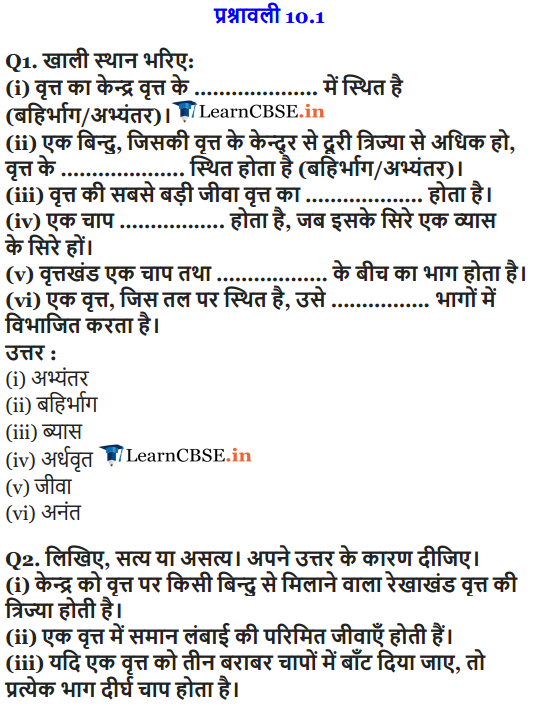 प्रश्नावली 10.1
Q1. खाली स्थान भरिए:
(i) वृत्त का केन्द्र वृत्त के .................... में स्थित है
(बहिर्भाग/अभ्यंतर)। LearnCBSE.in
(ii) एक बिन्दु, जिसकी वृत्त के केन्द्र से दूरी त्रिज्या से अधिक हो,
वृत्त के .................... स्थित होता है (बहिर्भाग/अभ्यंतर)।
(iii) वृत्त की सबसे बड़ी जीवा वृत्त का ................... होता है।
(iv) एक चाप ................. होता है, जब इसके सिरे एक व्यास
के सिरे हों।
(v) वृत्तखंड एक चाप तथा .................. के बीच का भाग होता है।
(vi) एक वृत्त, जिस तल पर स्थित है, उसे ................ भागों में
विभाजित करता है।
उत्तर :
(i) अभ्यंतर
(ii) बहिर्भाग
(iii) ब्यास
(iv) अर्धवृत LearnCBSE.in
(v) जीवा
(vi) अनंत
Q2. लिखिए, सत्य या असत्य। अपने उत्तर के कारण दीजिए।
(i) केन्द्र को वृत्त पर किसी बिन्दु से मिलाने वाला रेखाखंड वृत्त की
त्रिज्या होती है।
(ii) एक वृत्त में समान लंबाई की परिमित जीवाएँ होती हैं।
(iii) यदि एक वृत्त को तीन बराबर चापों में बाँट दिया जाए, तो
प्रत्येक भाग दीर्घ चाप होता है।